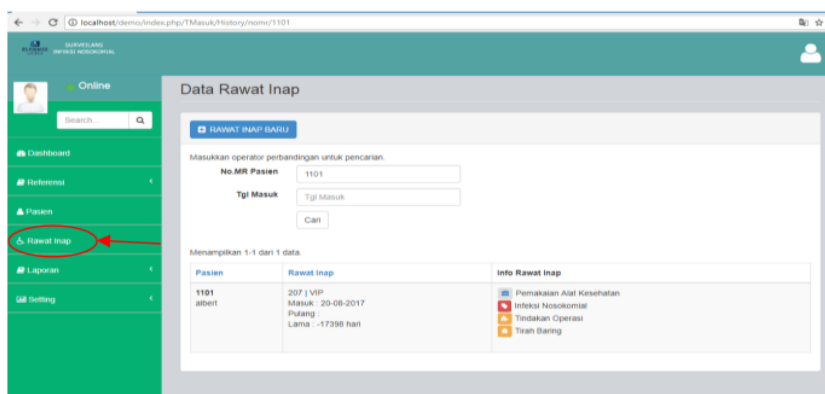 localhost/demo/index.php/TMasuk/History/nomr/1101
SURVEILANS
INFEKSI NOSOKOMIAL
Online
Search...
Dashboard
Referensi
Pasien
Rawat Inap
Laporan
Setting
Data Rawat Inap
RAWAT INAP BARU
Masukkan operator perbandingan untuk pencarian.
No.MR Pasien 1101
Tgl Masuk Tgl Masuk
Cari
Menampilkan 1-1 dari 1 data.
Pasien Rawat Inap Info Rawat Inap
1101 207 | VIP Pemakaian Alat Kesehatan
albert Masuk : 20-08-2017 Infeksi Nosokomial
Pulang : Tindakan Operasi
Lama : -17398 hari Tirah Baring